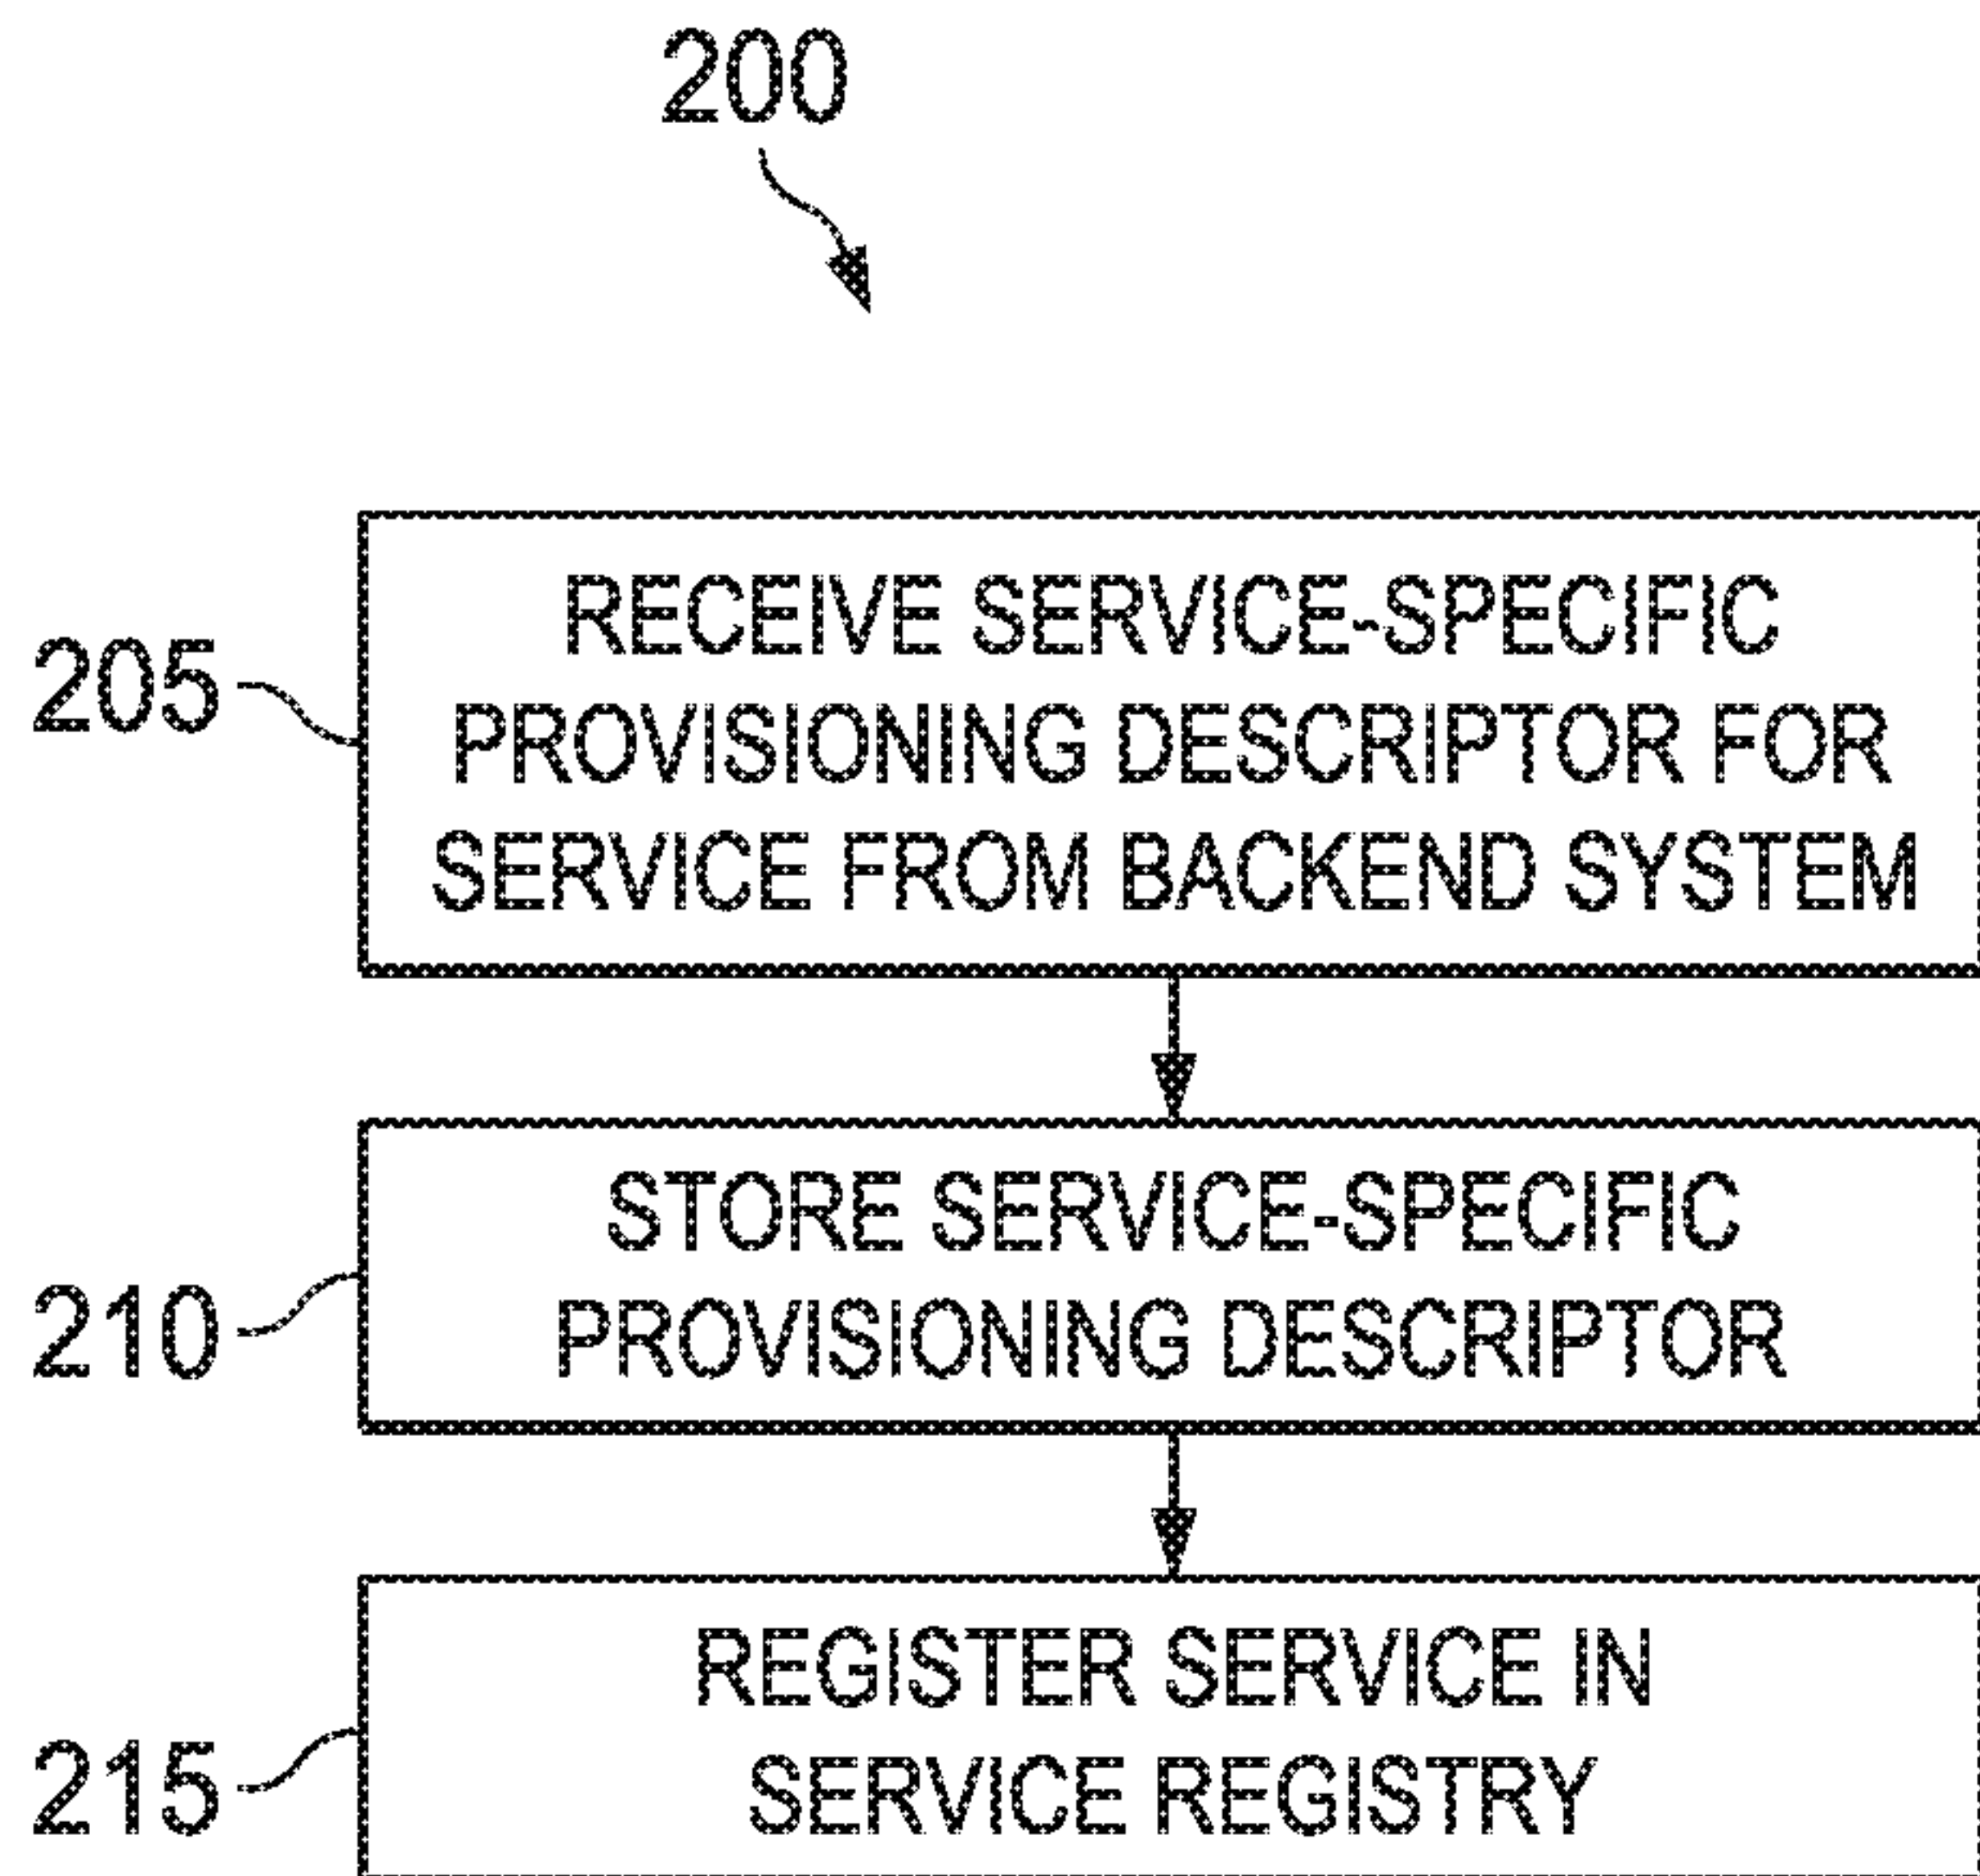 200
205
RECEIVE SERVICE-SPECIFIC
PROVISIONING DESCRIPTOR FOR
SERVICE FROM BACKEND SYSTEM
210
STORE SERVICE-SPECIFIC
PROVISIONING DESCRIPTOR
215
REGISTER SERVICE IN
SERVICE REGISTRY